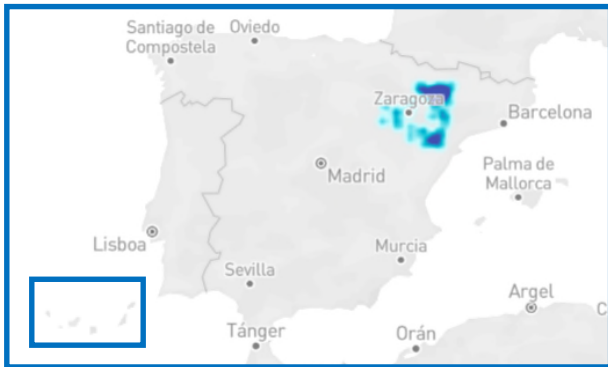 Santiago de
Compostela
Oviedo
Zaragoza
Barcelona
Madrid
Palma de
Mallorca
Lisboa
Murcia
Sevilla
Argel
C
Tánger
Orán